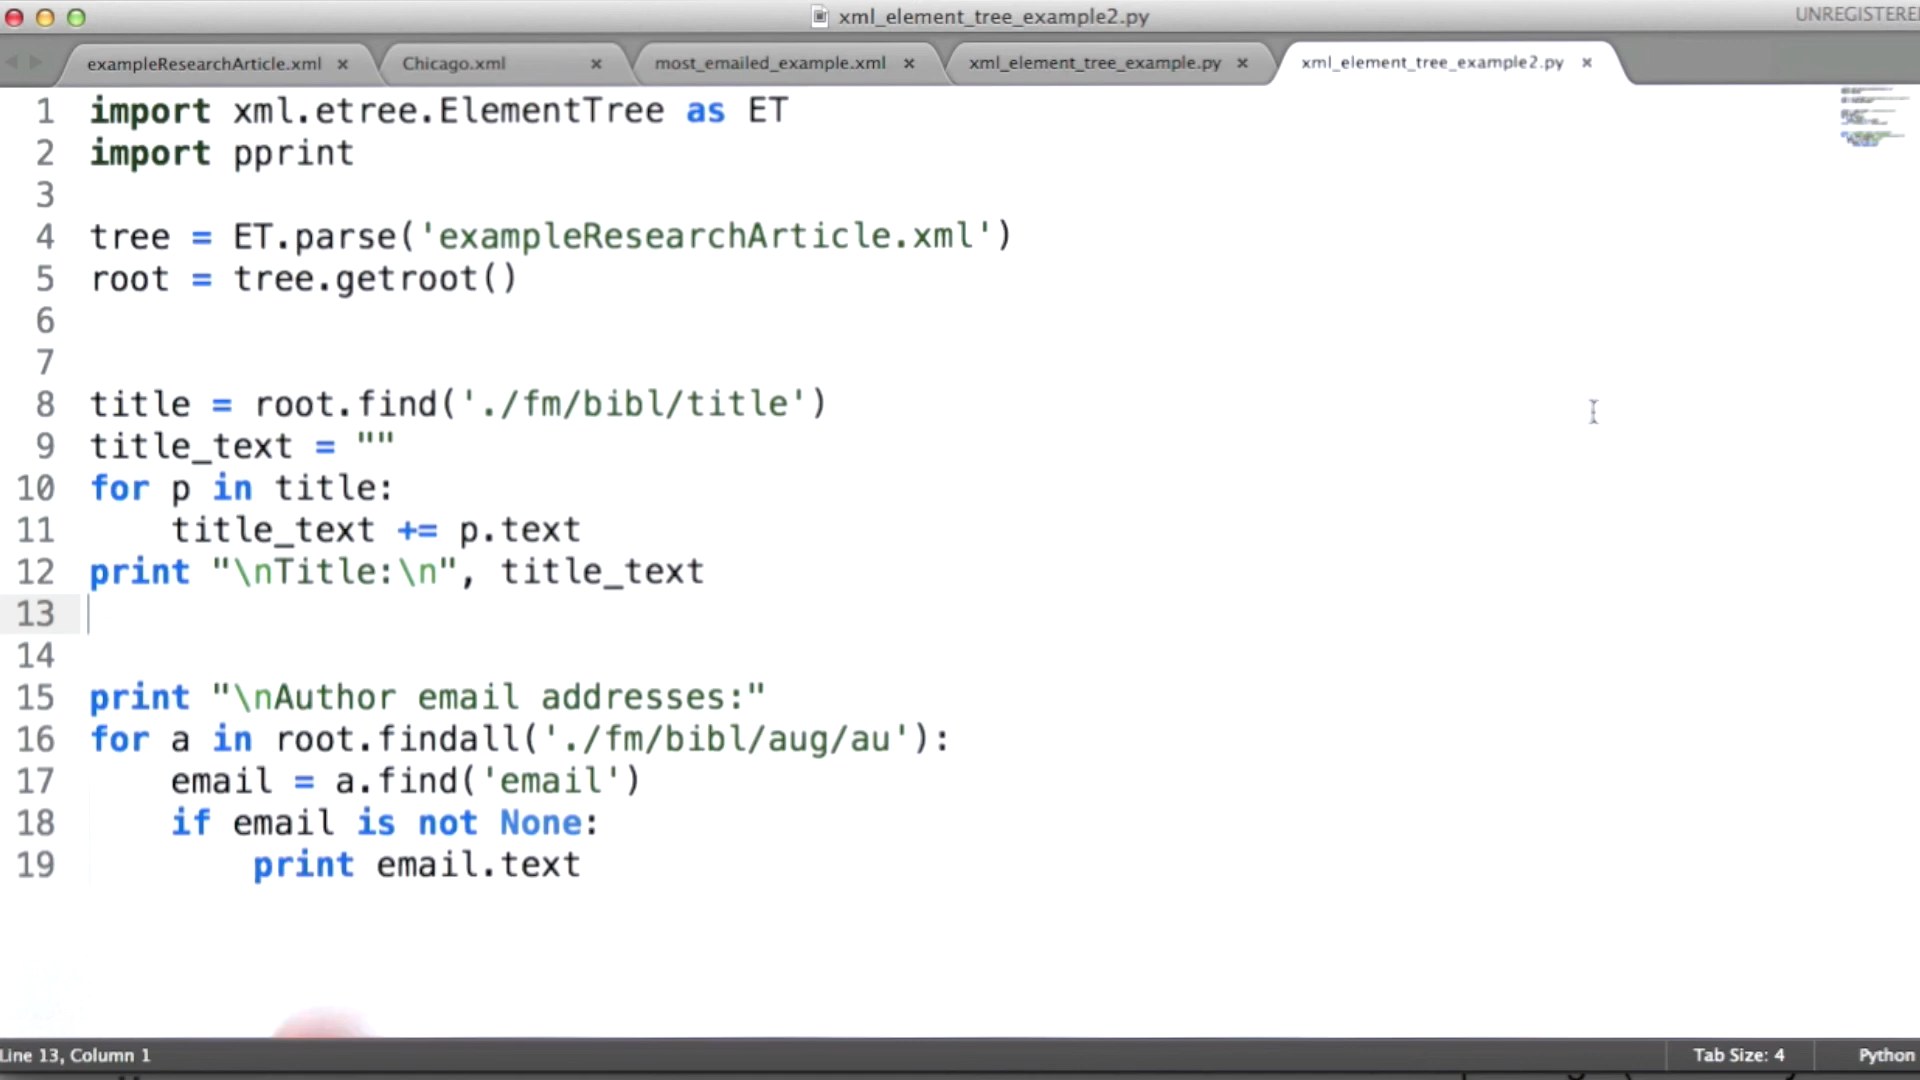 xml_element_tree_example2.py
UNREGISTERE
exampleResearchArticle.xml × Chicago.xml × most_emailed_example.xml × xml_element_tree_example.py × xml_element_tree_example2.py ×
1 import xml.etree.ElementTree as ET
2 import pprint
3
4 tree = ET.parse('exampleResearchArticle.xml')
5 root = tree.getroot()
6
7
8 title = root.find('./fm/bibl/title')
9 title_text = ""
10 for p in title:
11     title_text += p.text
12 print "\nTitle:\n", title_text
13
14
15 print "\nAuthor email addresses:"
16 for a in root.findall('./fm/bibl/aug/au'):
17     email = a.find('email')
18     if email is not None:
19         print email.text
Line 13, Column 1
Tab Size: 4
Python